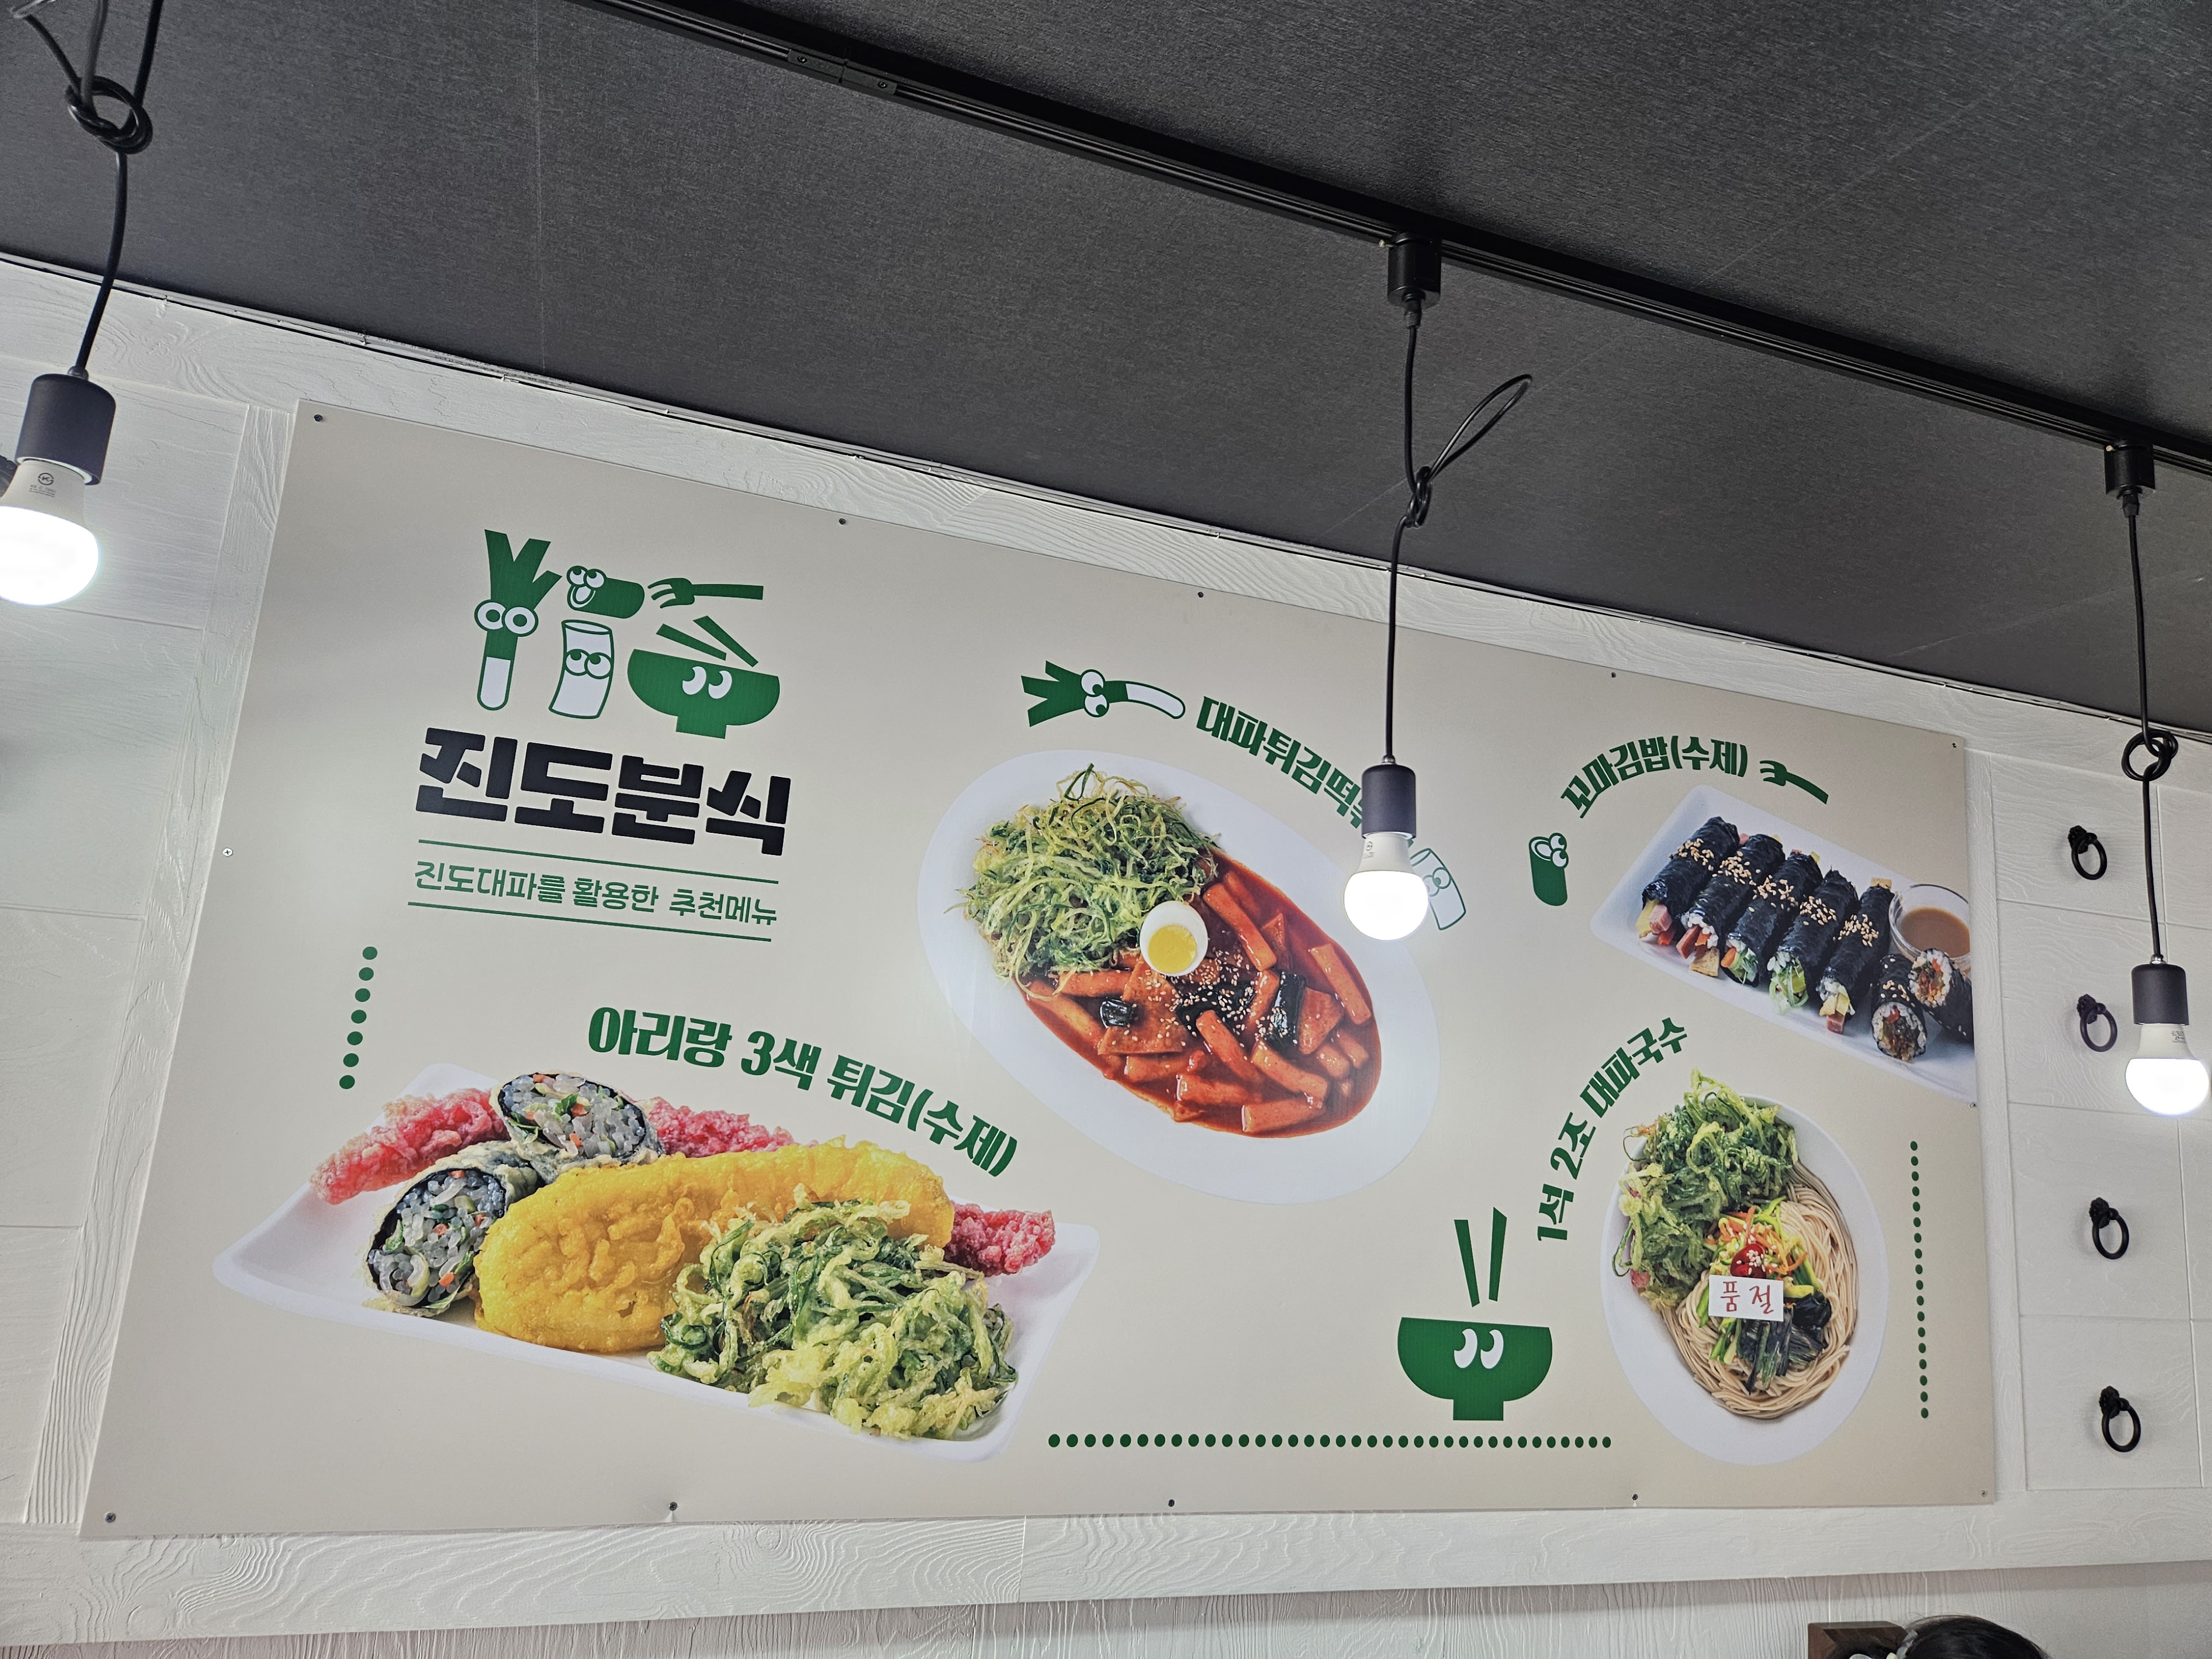 진도분식
진도대파를 활용한 추천메뉴
대파튀김떡
꼬마김밥(수제)
아리랑 3색 튀김(수제)
1석 2조 대파국수
품절